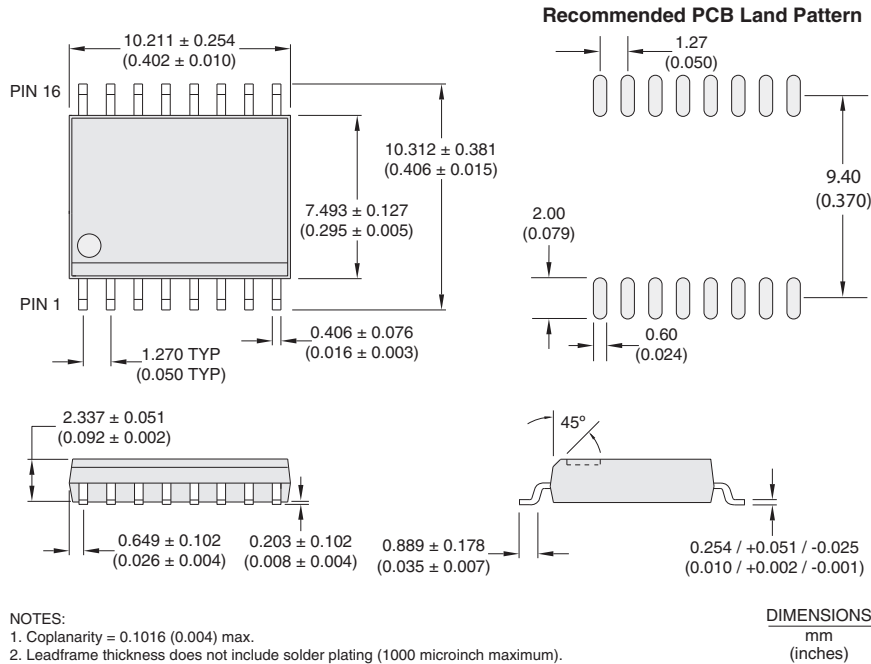 Recommended PCB Land Pattern
10.211 ± 0.254
(0.402 ± 0.010)
1.27
(0.050)
PIN 16
10.312 ± 0.381
(0.406 ± 0.015)
9.40
(0.370)
7.493 ± 0.127
(0.295 ± 0.005)
2.00
(0.079)
PIN 1
0.406 ± 0.076
(0.016 ± 0.003)
0.60
(0.024)
1.270 TYP
(0.050 TYP)
2.337 ± 0.051
(0.092 ± 0.002)
45º
0.649 ± 0.102
(0.026 ± 0.004)
0.203 ± 0.102
(0.008 ± 0.004)
0.889 ± 0.178
(0.035 ± 0.007)
0.254 / +0.051 / -0.025
(0.010 / +0.002 / -0.001)
NOTES:
1. Coplanarity = 0.1016 (0.004) max.
2. Leadframe thickness does not include solder plating (1000 microinch maximum).
DIMENSIONS
mm
(inches)